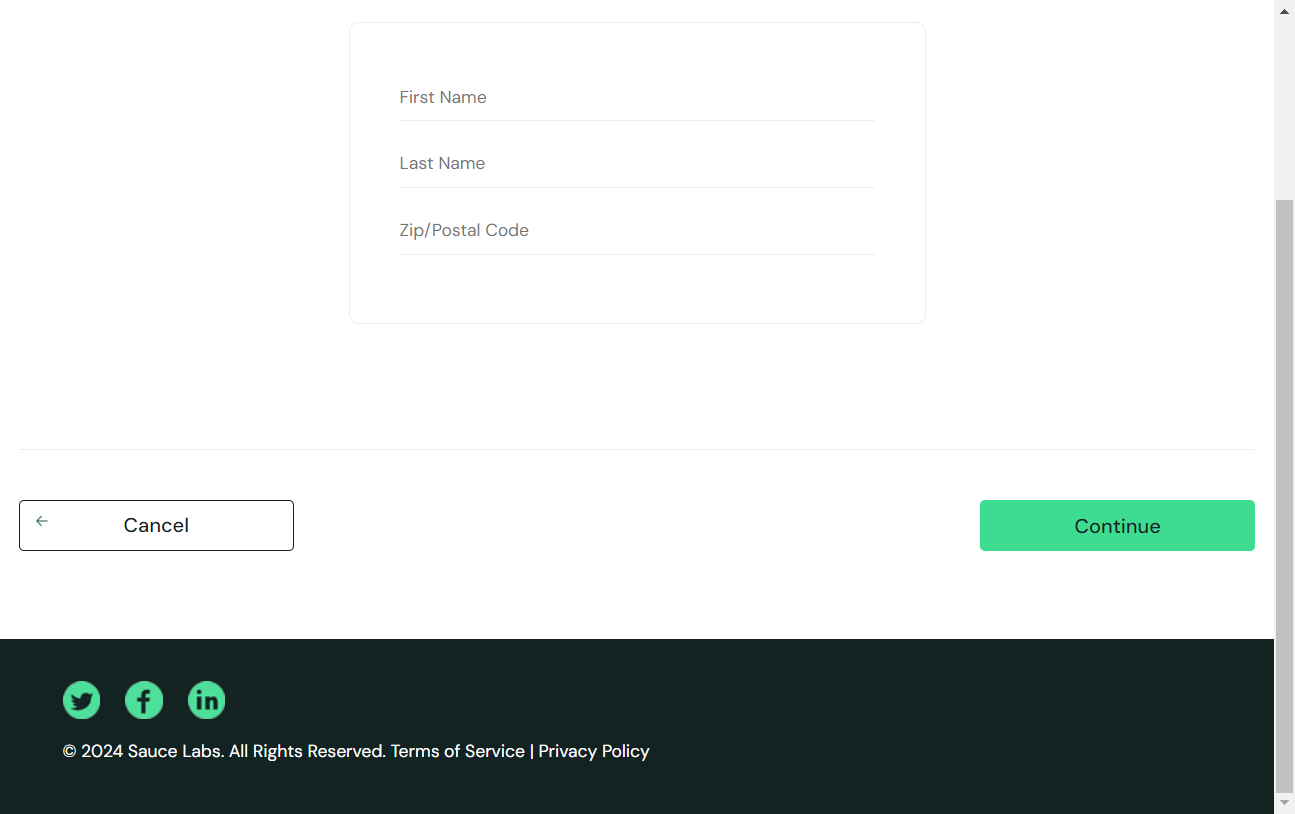 First Name
Last Name
Zip/Postal Code
Cancel
Continue
© 2024 Sauce Labs. All Rights Reserved. Terms of Service | Privacy Policy